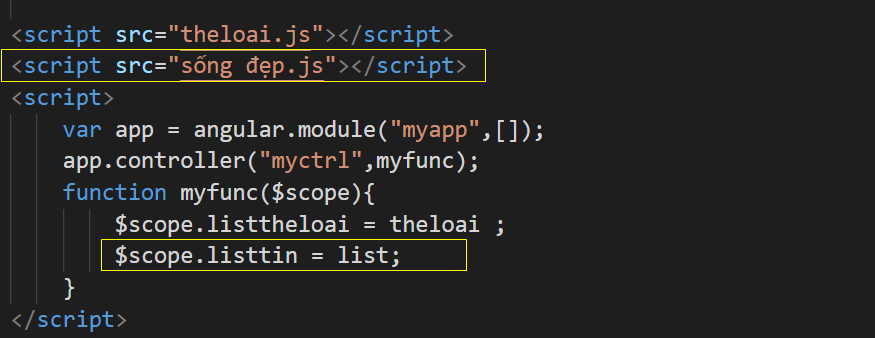 <script src="theloai.js"></script>
<script src="sống đẹp.js"></script>
<script>
var app = angular.module("myapp",[]);
app.controller("myctrl",myfunc);
function myfunc($scope){
$scope.listtheloai = theloai ;
$scope.listtin = list;
}
</script>